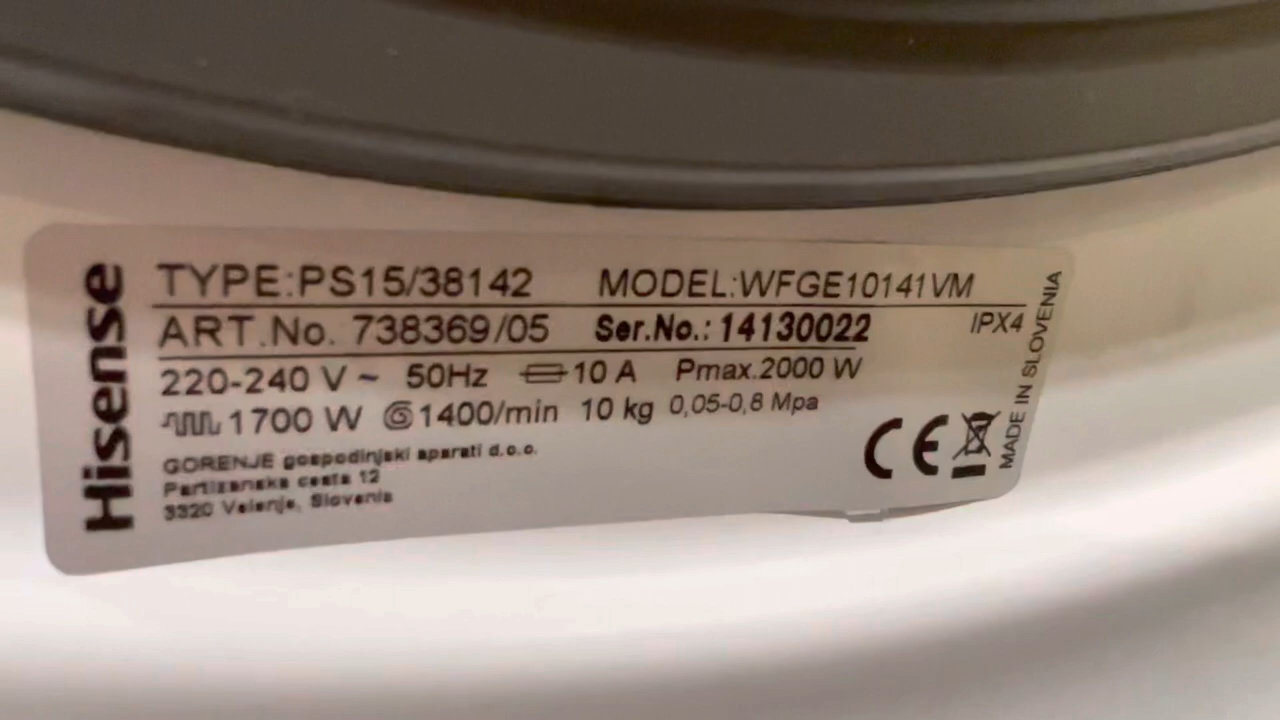 Hisense
TYPE:PS15/38142 MODEL:WFGE10141VM
ART.No. 738369/05 Ser.No.: 14130022 IPX4
220-240 V ~ 50Hz 10 A Pmax.2000 W
1700 W 1400/min 10 kg 0,05-0,8 Mpa
GORENJE gospodinjski aparati d.o.o.
Partizanska cesta 12
3320 Velenje, Slovenia
CE
MADE IN SLOVENIA